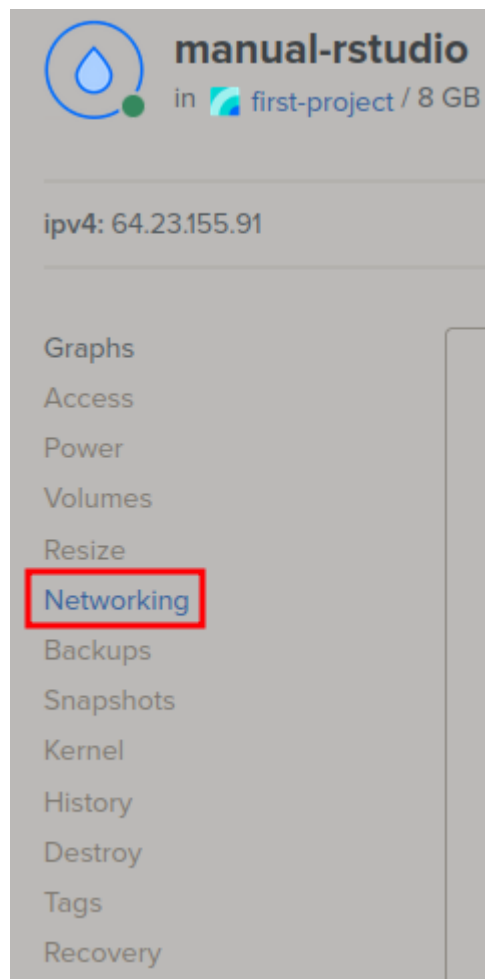 manual-rstudio
in first-project / 8 GB
ipv4: 64.23.155.91
Graphs
Access
Power
Volumes
Resize
Networking
Backups
Snapshots
Kernel
History
Destroy
Tags
Recovery